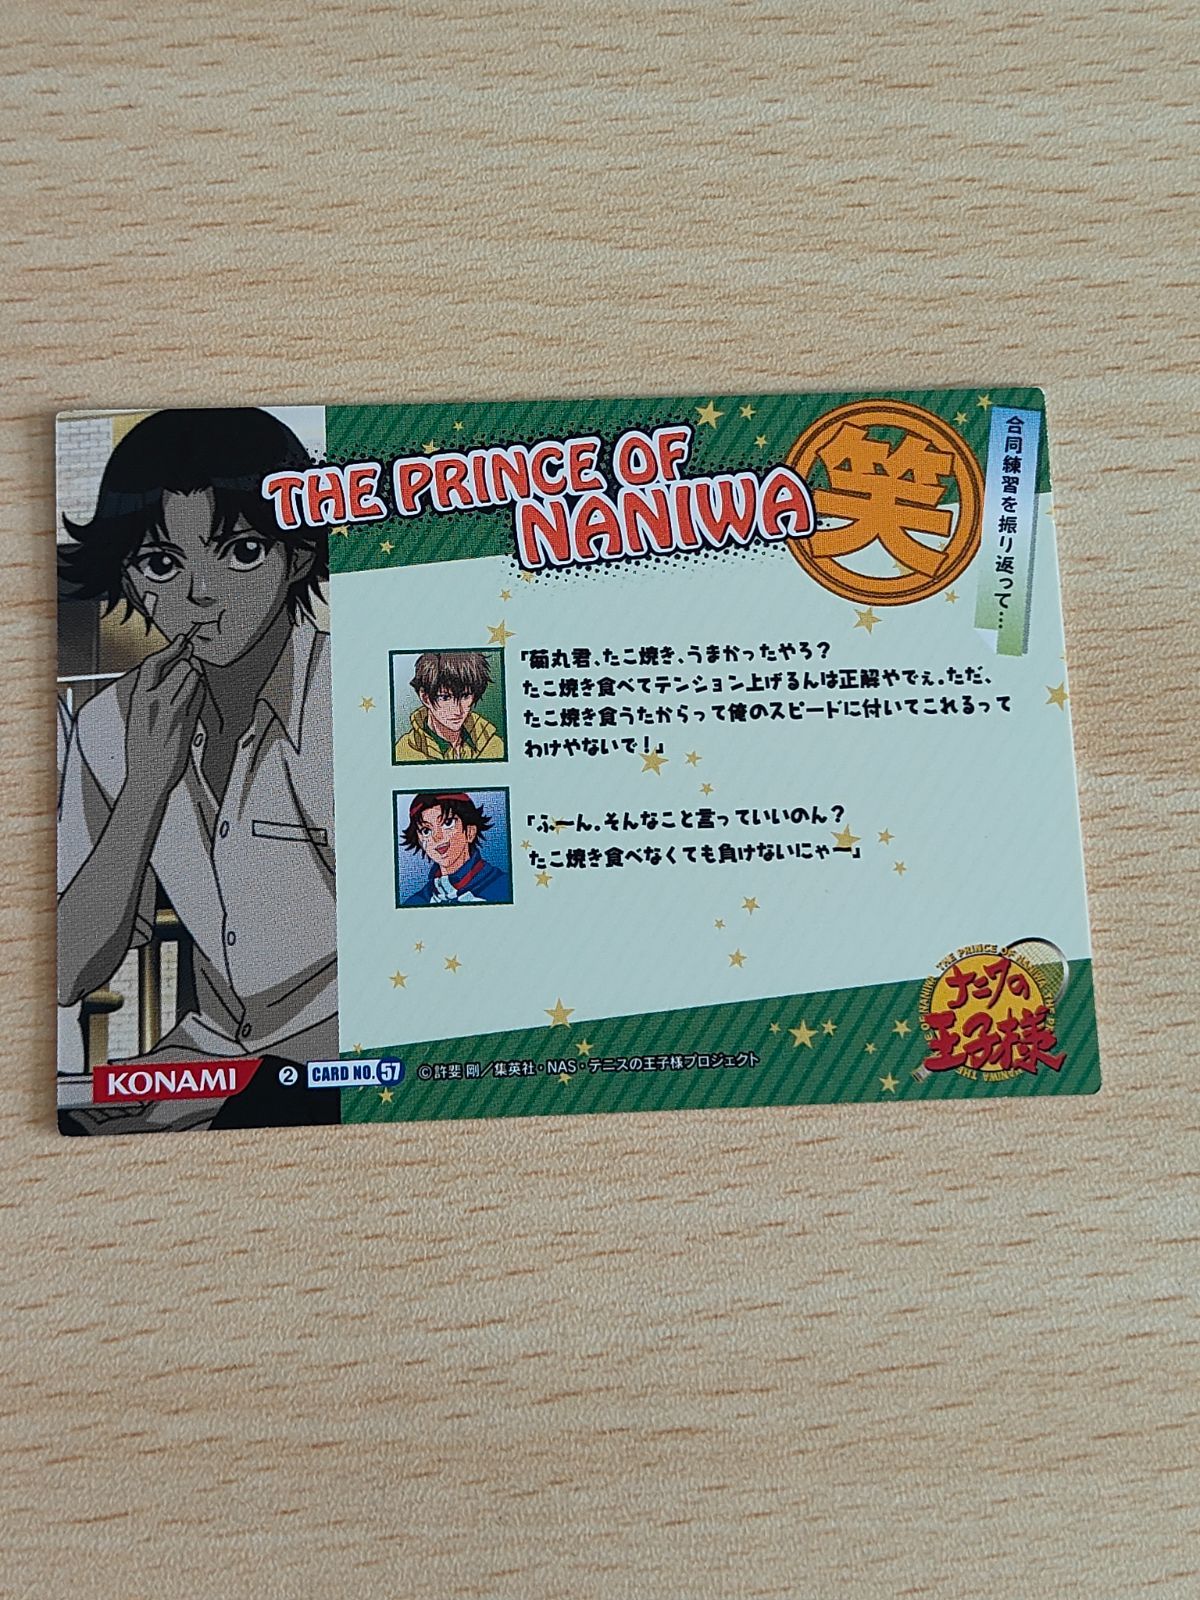 THE PRINCE OF
NANIWA
笑
合同練習を振り返って…
「菊丸君、たこ焼き、うまかったやろ？
たこ焼き食べてテンション上げるんは正解やでぇ。ただ、
たこ焼き食うたからって俺のスピードに付いてこれるって
わけやないで！」
「ふーん。そんなこと言っていいのん？
たこ焼き食べなくても負けないにゃー」
THE PRINCE OF NANIWA
ナニワの
王子様
KONAMI
❷ CARD NO. 57
©許斐 剛／集英社・NAS・テニスの王子様プロジェクト